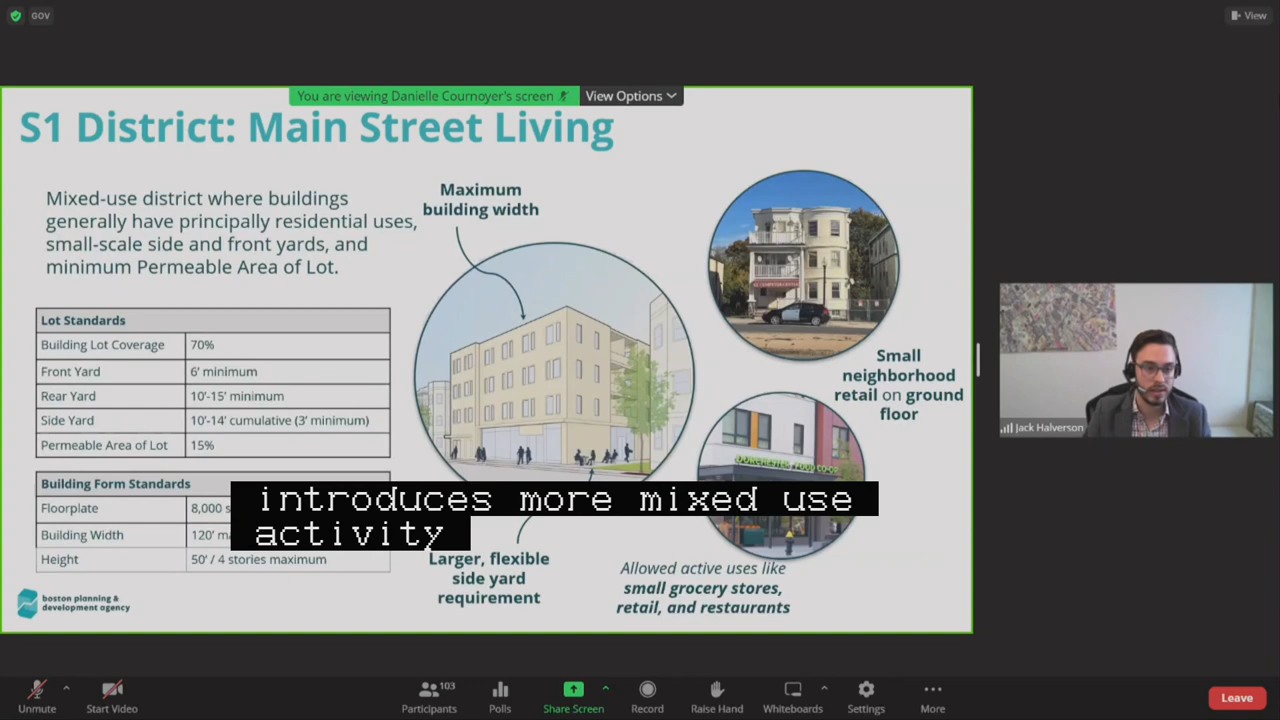 GOV
View
You are viewing Danielle Cournoyer's screen
View Options
S1 District: Main Street Living
Mixed-use district where buildings
generally have principally residential uses,
small-scale side and front yards, and
minimum Permeable Area of Lot.
Lot Standards
Building Lot Coverage 70%
Front Yard 6' minimum
Rear Yard 10'-15' minimum
Side Yard 10'-14' cumulative (3' minimum)
Permeable Area of Lot 15%
Building Form Standards
Floorplate 8,000
Building Width 120'
Height 50' / 4 stories maximum
boston planning &
development agency
Maximum
building width
Larger, flexible
side yard
requirement
Small
neighborhood
retail on ground
floor
DORCHESTER FOOD CO-OP
Allowed active uses like
small grocery stores,
retail, and restaurants
introduces more mixed use
activity
Jack Halverson
Unmute
Start Video
103
Participants
Polls
Share Screen
Record
Raise Hand
Whiteboards
Settings
More
Leave